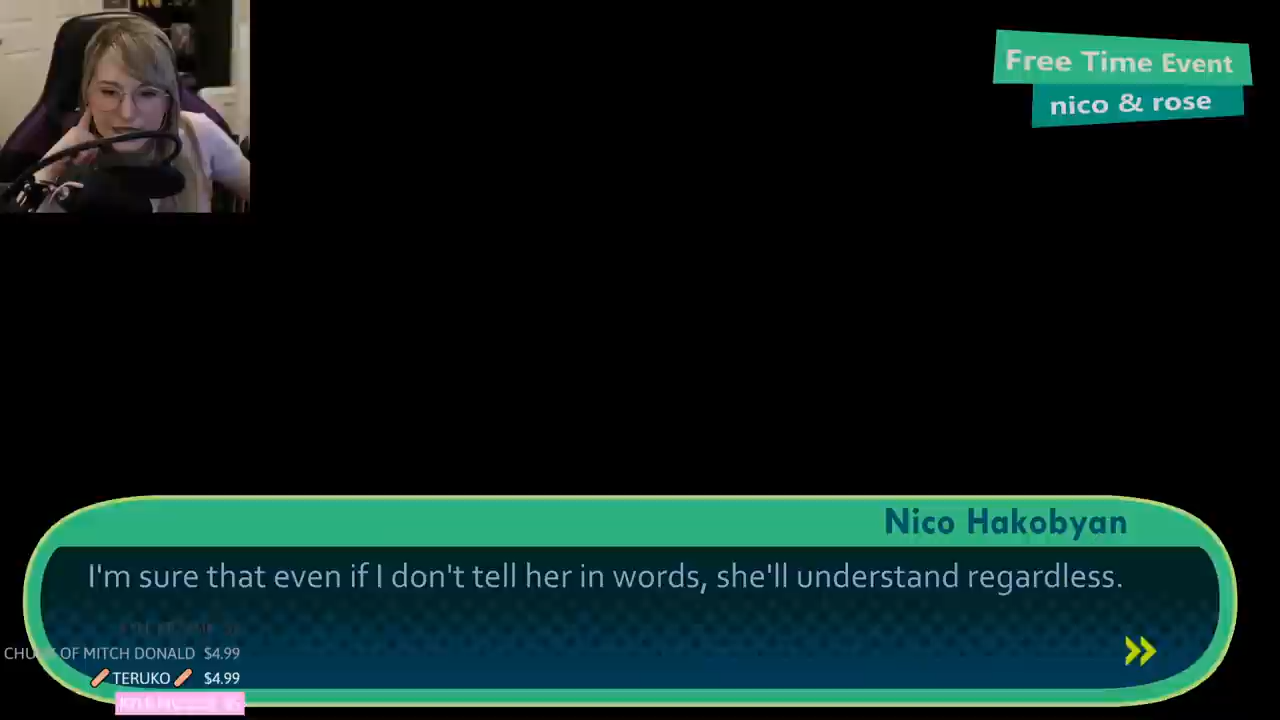 Free Time Event
nico & rose
Nico Hakobyan
I'm sure that even if I don't tell her in words, she'll understand regardless.
OF MITCH DONALD $4.99
TERUKO $4.99